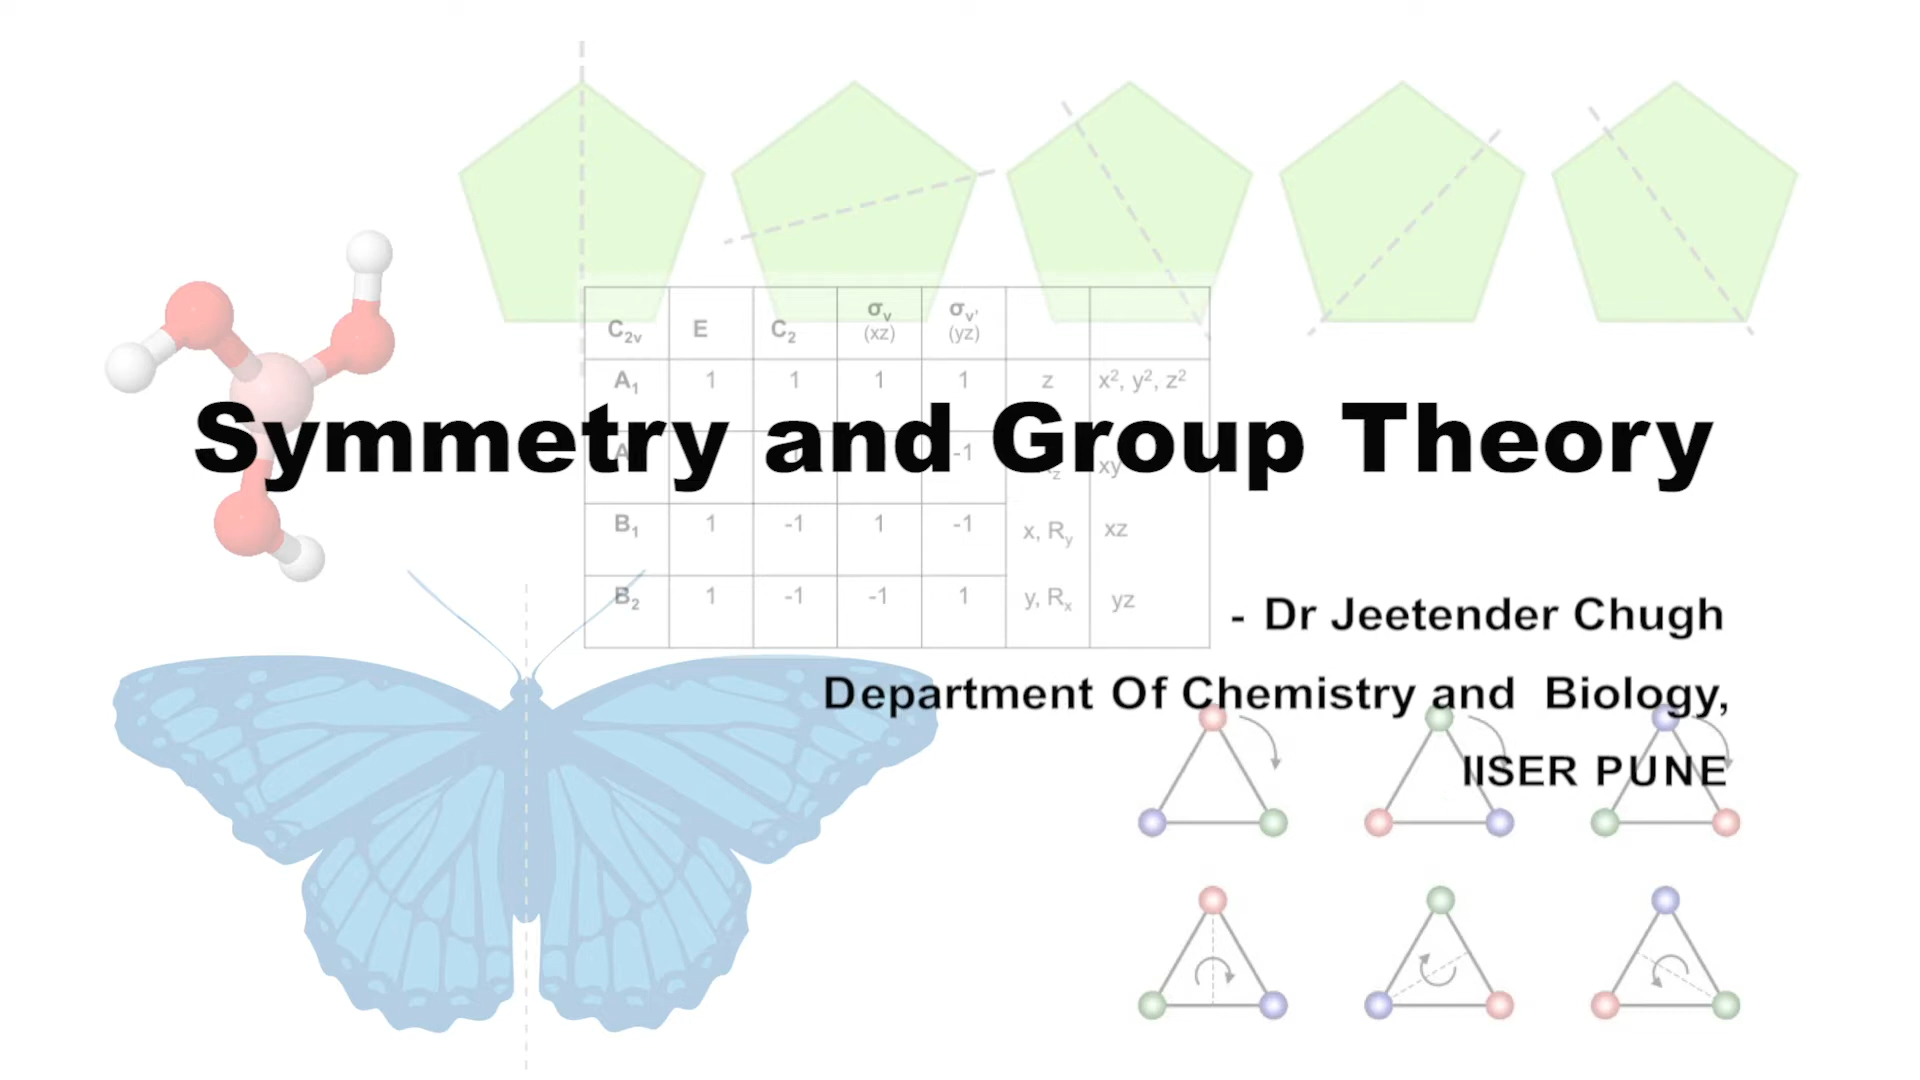 C2v E C2 σv (xz) σv' (yz)
A1 1 1 1 1 z x², y², z²
Symmetry and Group Theory
A -1 z xy
B1 1 -1 1 -1 x, Ry xz
B2 1 -1 -1 1 y, Rx yz
- Dr Jeetender Chugh
Department Of Chemistry and Biology,
IISER PUNE